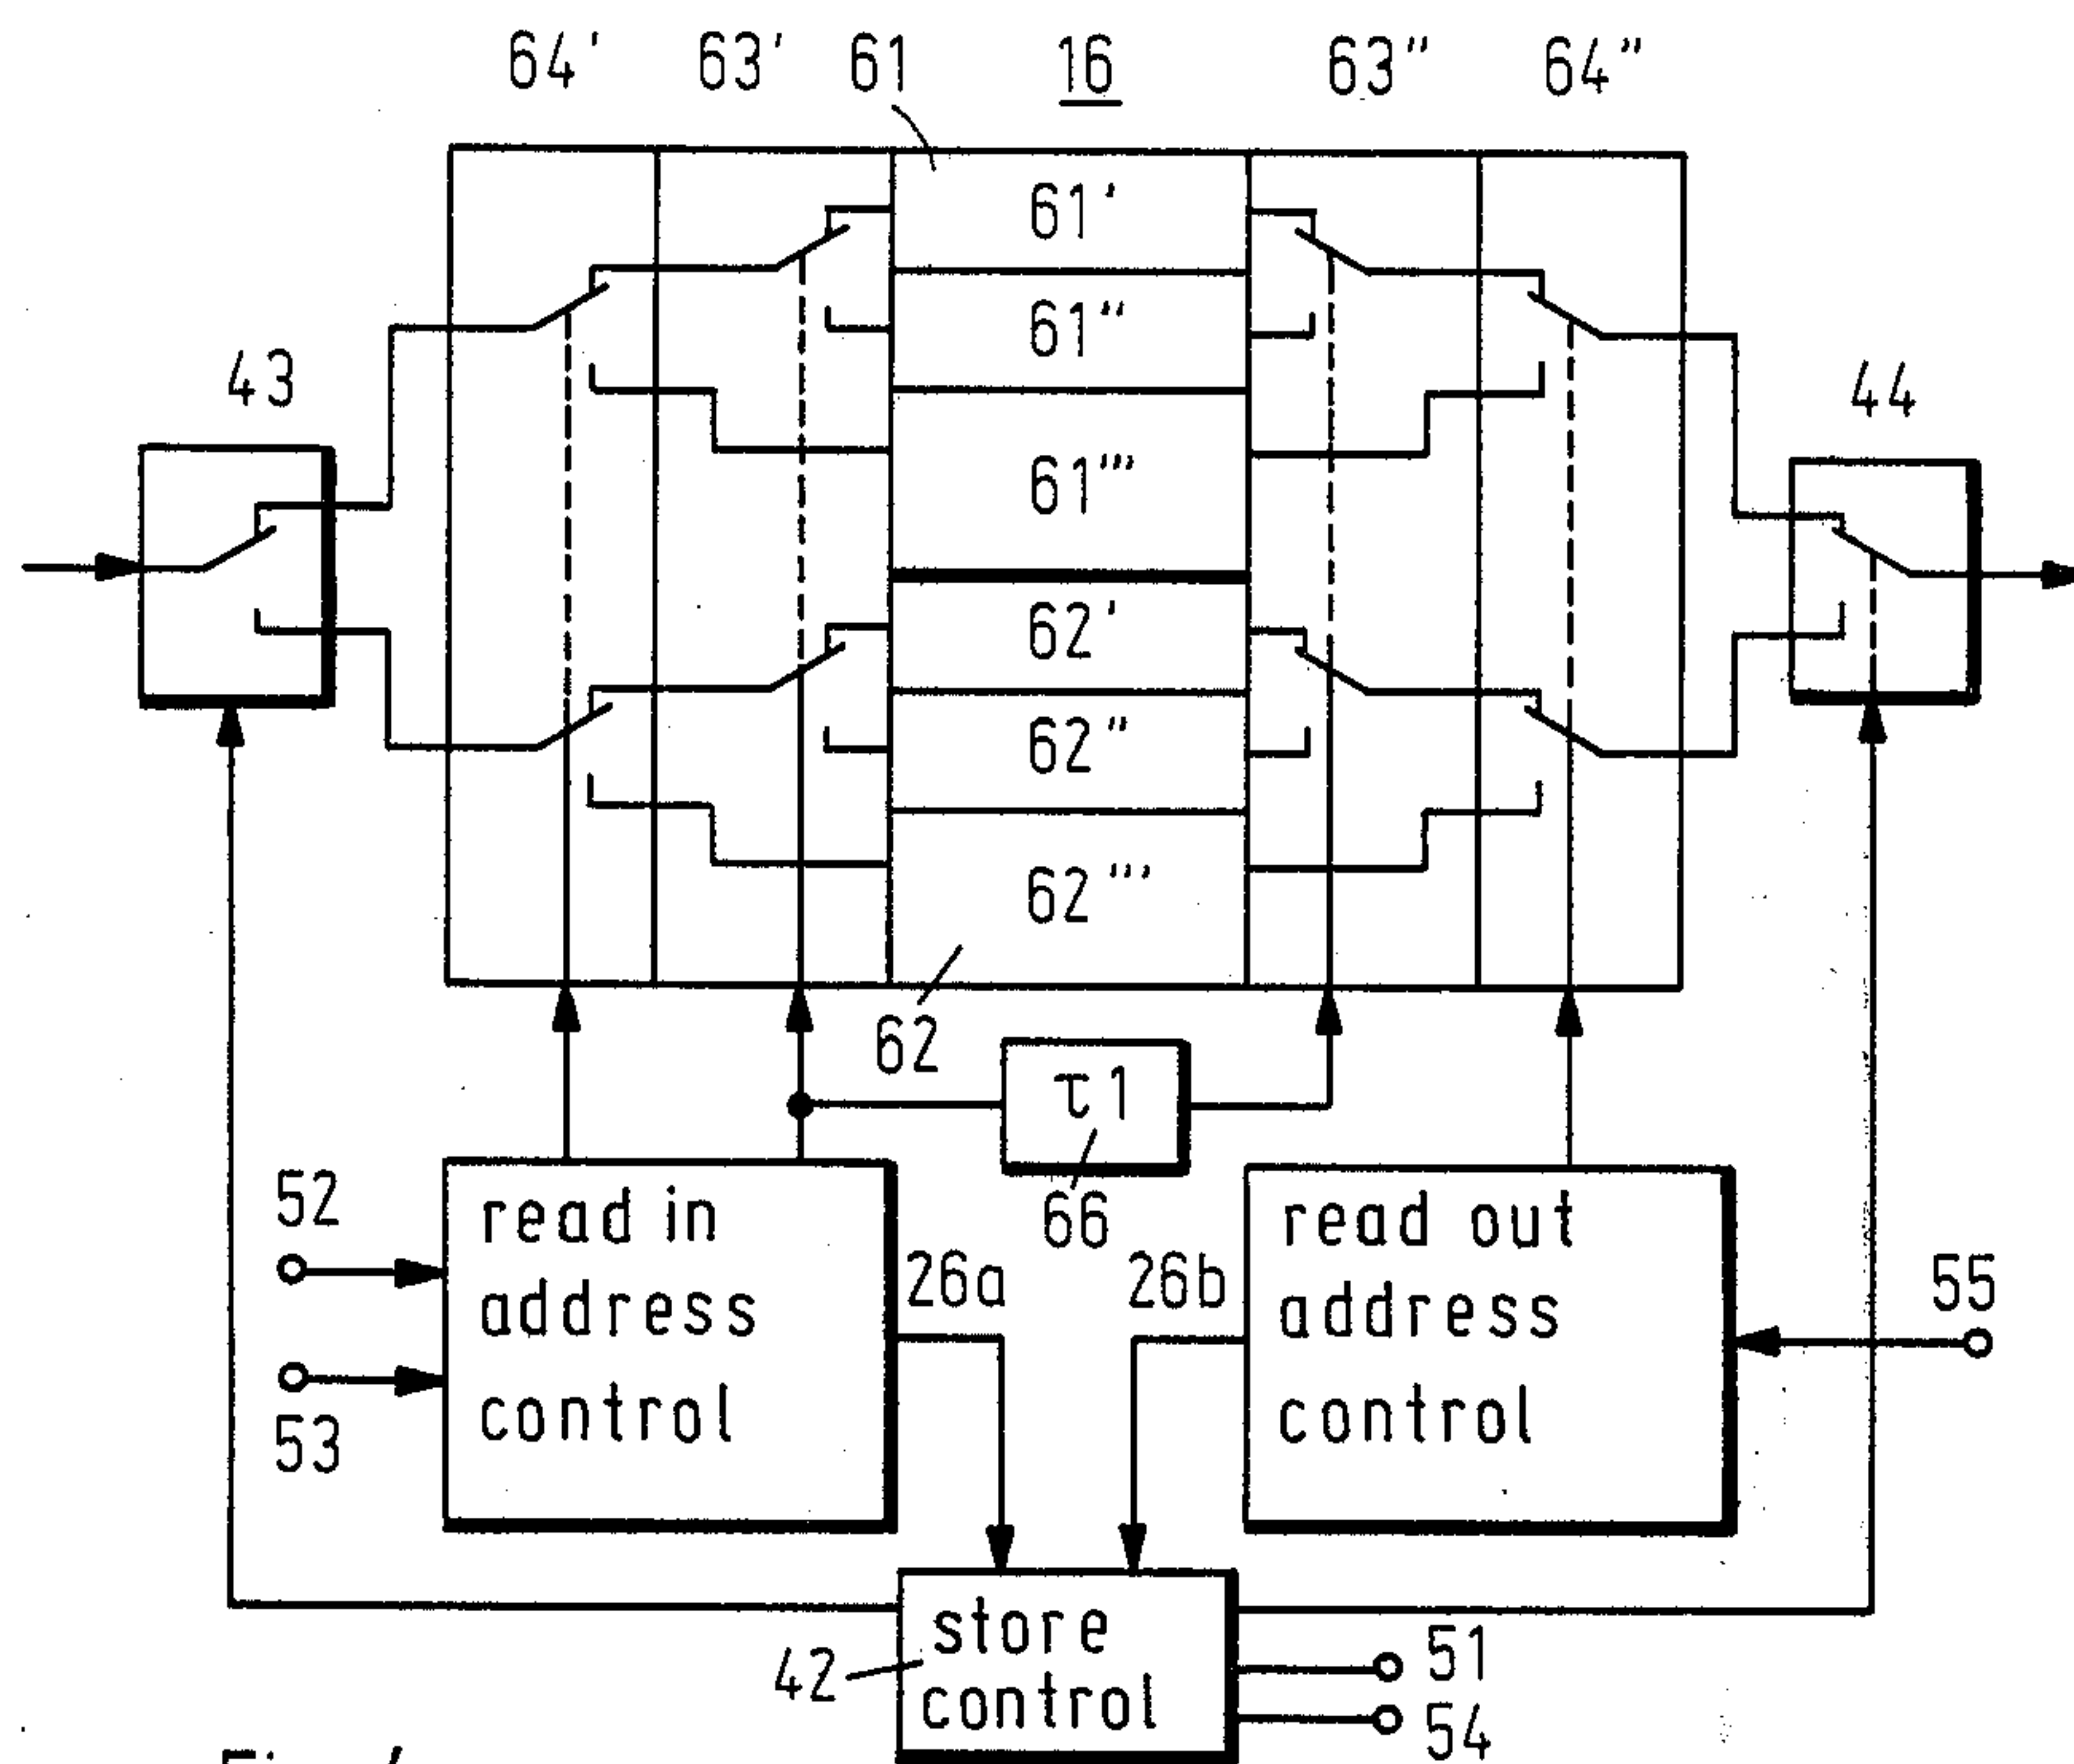 64' 63' 61 16 63" 64"
61'
61"
43
44
61'''
62'
62"
62'''
62
τ1
66
52
read in
address
control
26a
26b
read out
address
control
55
53
store
control
42
51
54